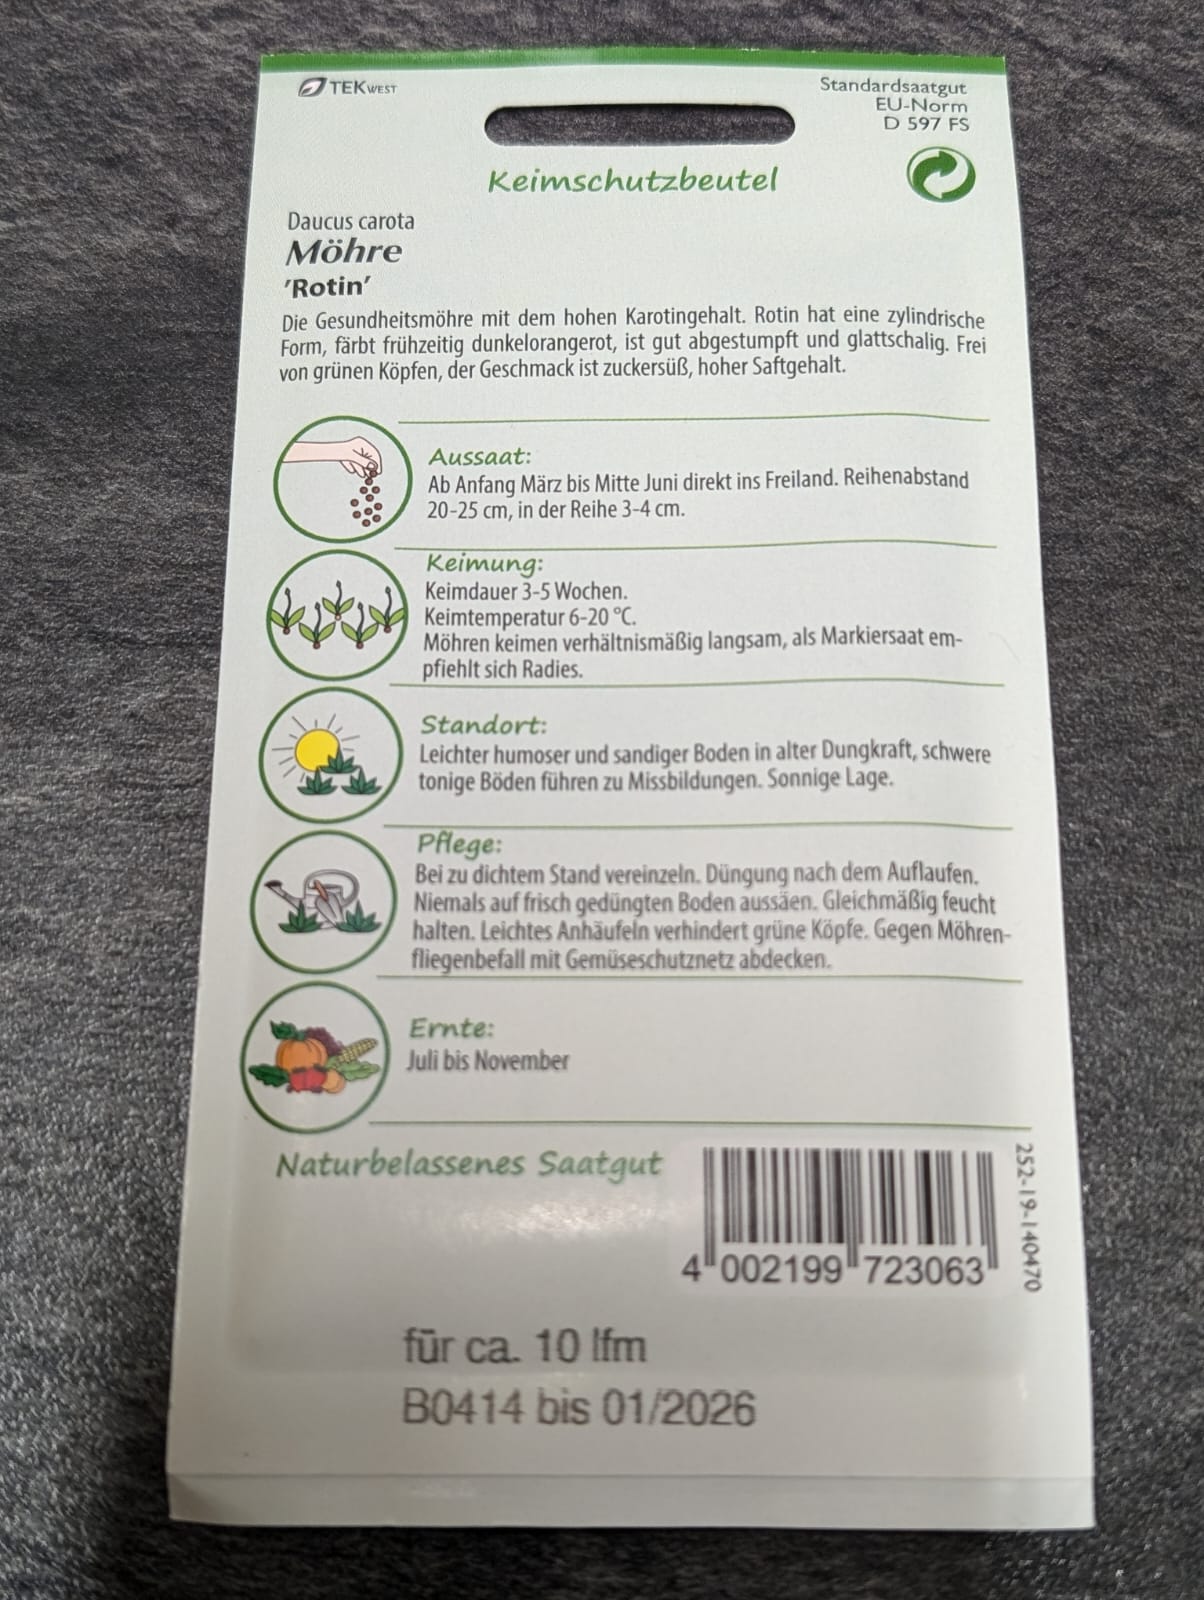 TEKWEST
Standardsaatgut
EU-Norm
D 597 FS
Keimschutzbeutel
Daucus carota
Möhre
'Rotin'
Die Gesundheitsmöhre mit dem hohen Karotingehalt. Rotin hat eine zylindrische
Form, färbt frühzeitig dunkelorangerot, ist gut abgestumpft und glattschalig. Frei
von grünen Köpfen, der Geschmack ist zuckersüß, hoher Saftgehalt.
Aussaat:
Ab Anfang März bis Mitte Juni direkt ins Freiland. Reihenabstand
20-25 cm, in der Reihe 3-4 cm.
Keimung:
Keimdauer 3-5 Wochen.
Keimtemperatur 6-20 °C.
Möhren keimen verhältnismäßig langsam, als Markiersaat em-
pfiehlt sich Radies.
Standort:
Leichter humoser und sandiger Boden in alter Dungkraft, schwere
tonige Böden führen zu Missbildungen. Sonnige Lage.
Pflege:
Bei zu dichtem Stand vereinzeln. Düngung nach dem Auflaufen.
Niemals auf frisch gedüngten Boden aussäen. Gleichmäßig feucht
halten. Leichtes Anhäufeln verhindert grüne Köpfe. Gegen Möhren-
fliegenbefall mit Gemüseschutznetz abdecken.
Ernte:
Juli bis November
Naturbelassenes Saatgut
4 002199 723063
252-19-140470
für ca. 10 lfm
B0414 bis 01/2026